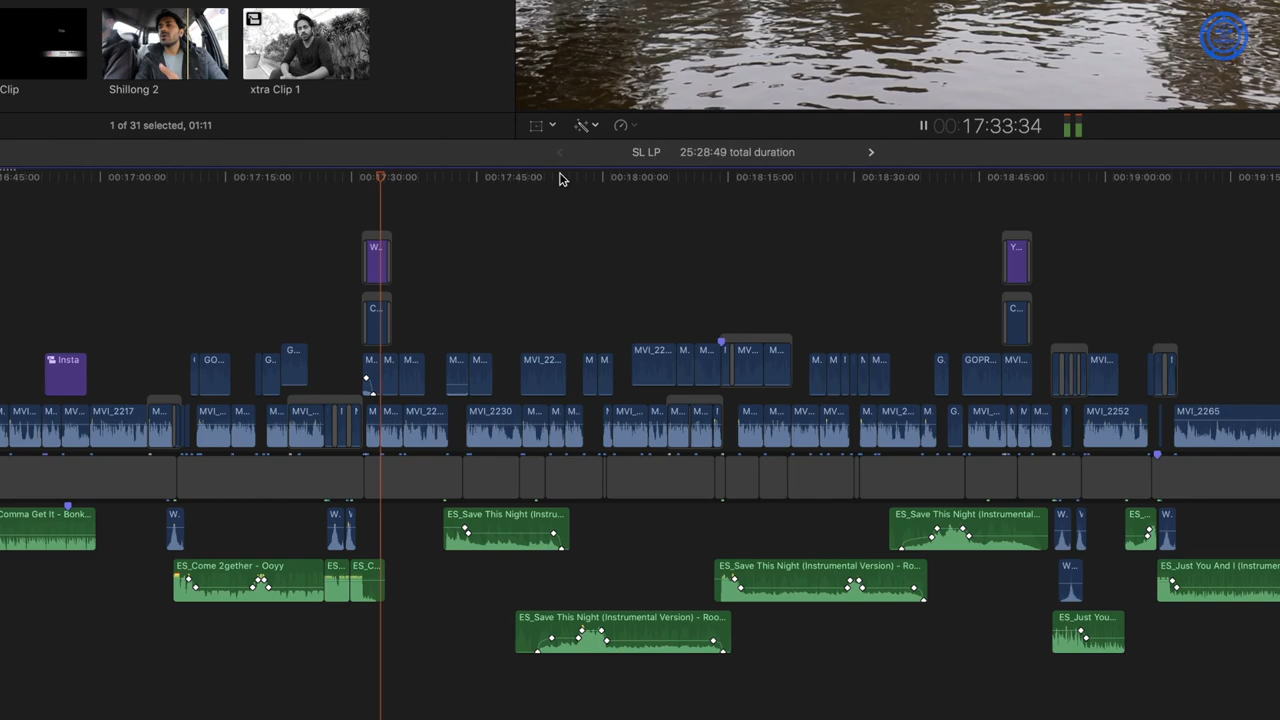 Clip
Shillong 2
xtra Clip 1
1 of 31 selected, 01:11
00:17:33:34
SL LP 25:28:49 total duration
16:45:00 00:17:00:00 00:17:15:00 00:17:30:00 00:17:45:00 00:18:00:00 00:18:15:00 00:18:30:00 00:18:45:00 00:19:00:00 00:19:15
W.. Y...
C... C...
G... MVI_22... M. M... MV... M...
Insta GO... G.. M.. M... M... M... M... MVI_22... M M... M. M M M... G. GOPR... MVI... MVI...
MVI... M... MV... MVI_2217 M... MVI_... M... M... MVI_... M M... MVI_22... MVI_2230 M... M... M... MVI_... M M... M... M... M... M... MV... MV... M... MVI_2... M G. MVI_... M M M... M MVI_2252 MVI_2265
Comma Get It - Bonk... W. W. ES_Save This Night (Instru... ES_Save This Night (Instrumental... W.. ES_... W..
ES_Come 2gether - Ooyy ES... ES_C... ES_Save This Night (Instrumental Version) - Ro... W... ES_Just You And I (Instrumen
ES_Save This Night (Instrumental Version) - Roo... ES_Just You...